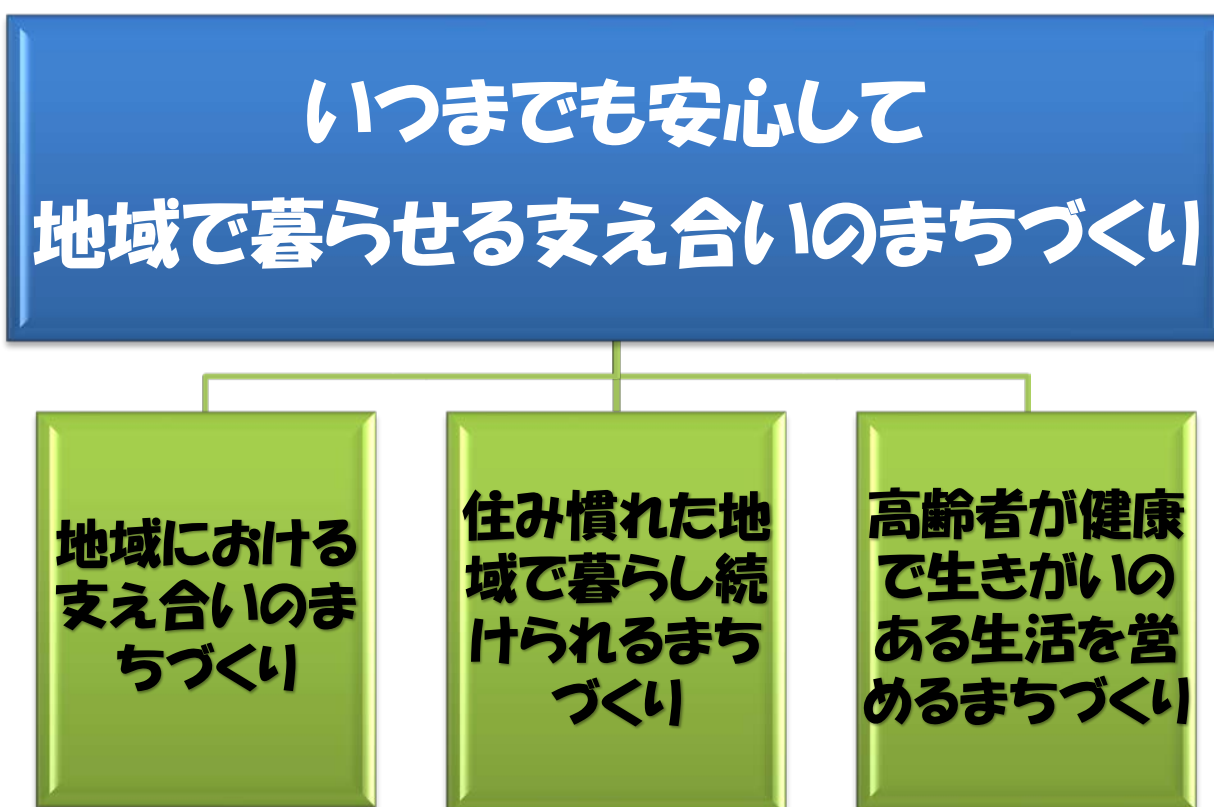 いつまでも安心して
地域で暮らせる支え合いのまちづくり
地域における
支え合いのま
ちづくり
住み慣れた地
域で暮らし続
けられるまち
づくり
高齢者が健康
で生きがいの
ある生活を営
めるまちづくり